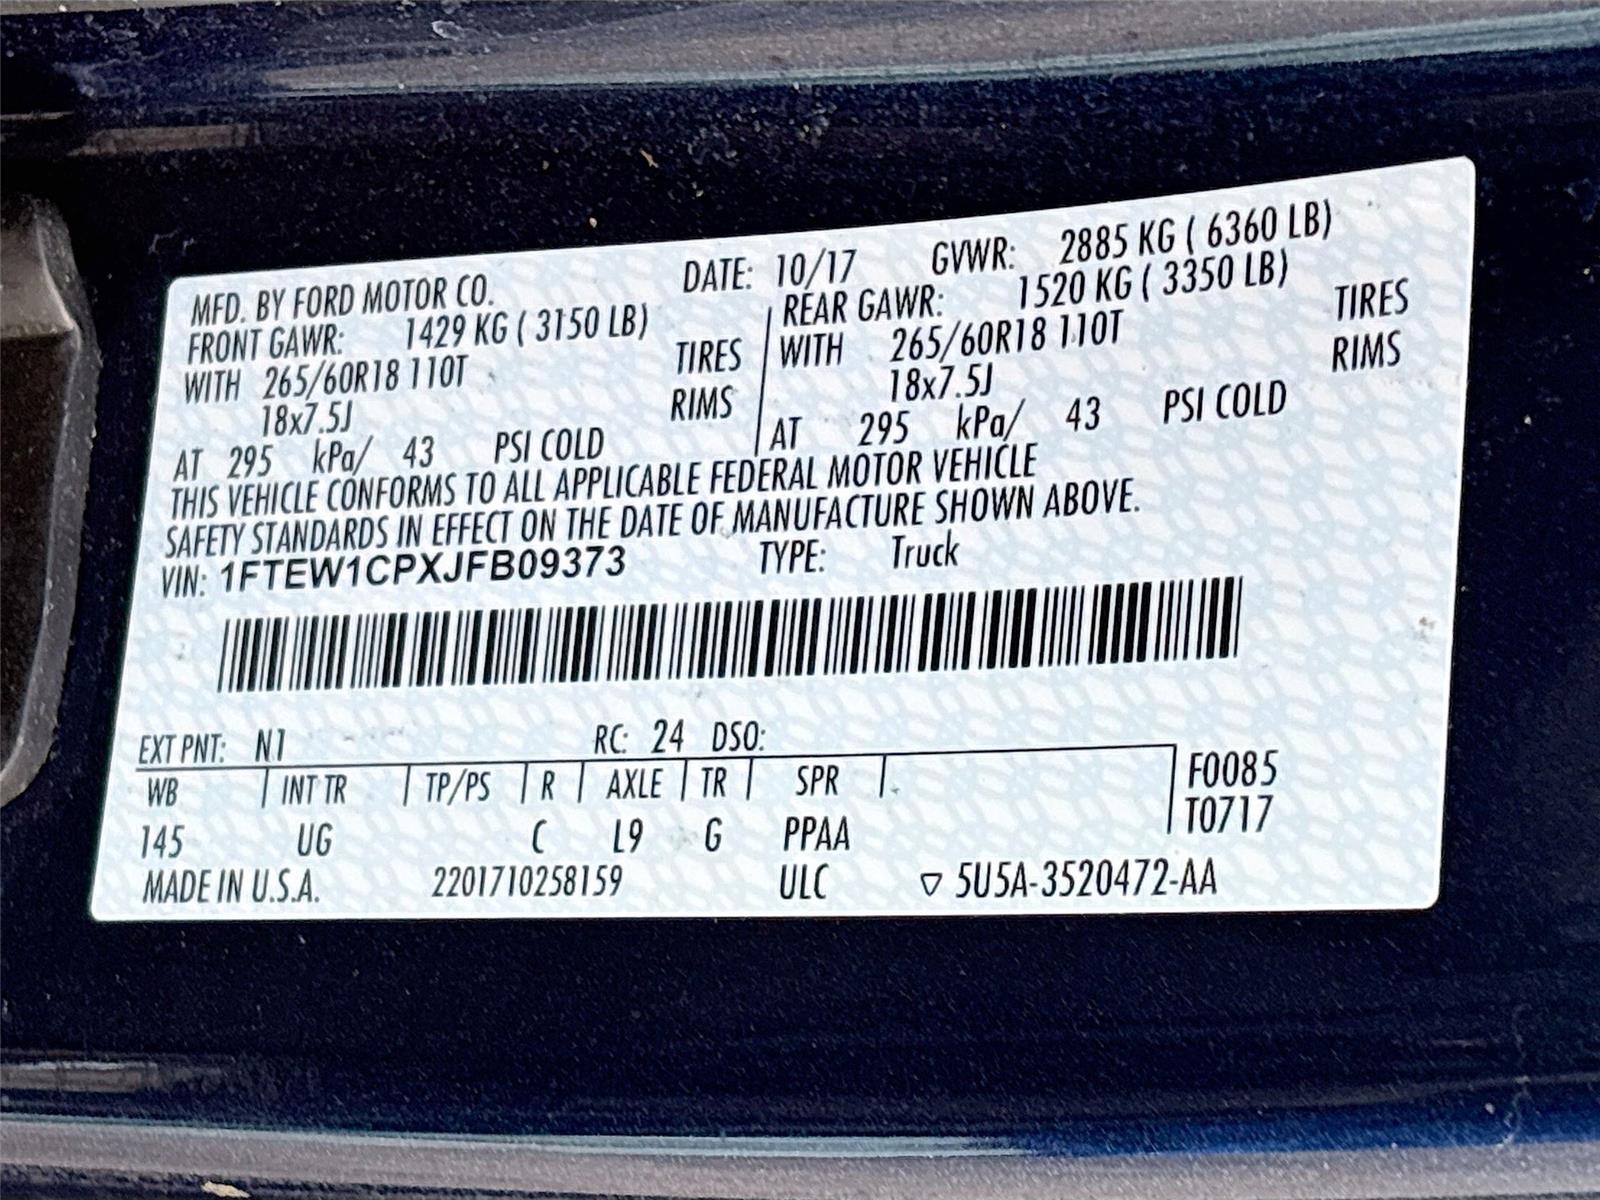 MFD. BY FORD MOTOR CO. DATE: 10/17 GVWR: 2885 KG ( 6360 LB)
FRONT GAWR: 1429 KG ( 3150 LB) REAR GAWR: 1520 KG ( 3350 LB)
WITH 265/60R18 110T TIRES WITH 265/60R18 110T TIRES
18x7.5J RIMS 18x7.5J RIMS
AT 295 kPa/ 43 PSI COLD AT 295 kPa/ 43 PSI COLD
THIS VEHICLE CONFORMS TO ALL APPLICABLE FEDERAL MOTOR VEHICLE
SAFETY STANDARDS IN EFFECT ON THE DATE OF MANUFACTURE SHOWN ABOVE.
VIN: 1FTEW1CPXJFB09373 TYPE: Truck
EXT PNT: N1 RC: 24 DSO:
WB INT TR TP/PS R AXLE TR SPR F0085
145 UG C L9 G PPAA T0717
MADE IN U.S.A. 2201710258159 ULC ▽ 5U5A-3520472-AA